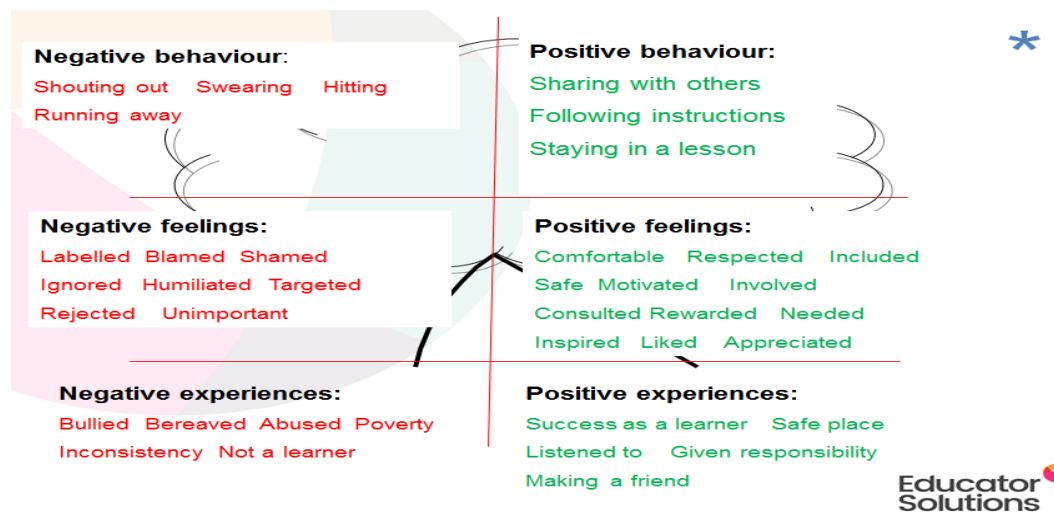 Negative behaviour:
Shouting out Swearing Hitting
Running away
Positive behaviour:
Sharing with others
Following instructions
Staying in a lesson
*
Negative feelings:
Labelled Blamed Shamed
Ignored Humiliated Targeted
Rejected Unimportant
Positive feelings:
Comfortable Respected Included
Safe Motivated Involved
Consulted Rewarded Needed
Inspired Liked Appreciated
Negative experiences:
Bullied Bereaved Abused Poverty
Inconsistency Not a learner
Positive experiences:
Success as a learner Safe place
Listened to Given responsibility
Making a friend
Educator
Solutions